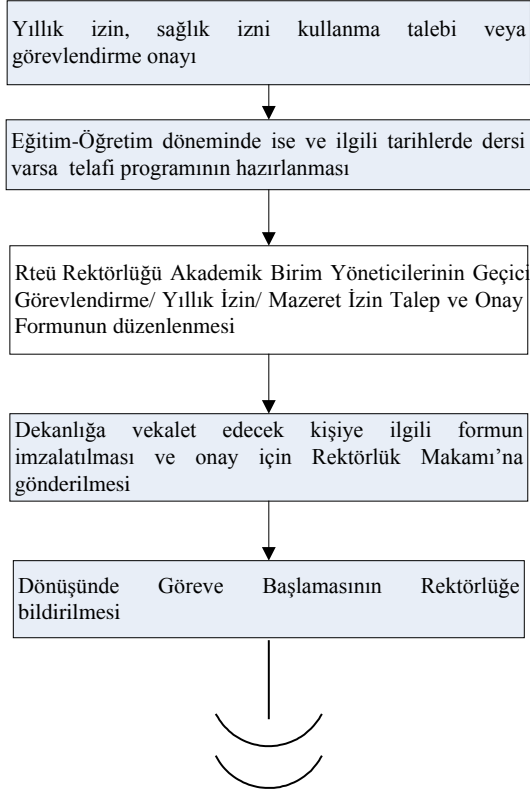 Yıllık izin, sağlık izni kullanma talebi veya
görevlendirme onayı
Eğitim-Öğretim döneminde ise ve ilgili tarihlerde dersi
varsa telafi programının hazırlanması
Rteü Rektörlüğü Akademik Birim Yöneticilerinin Geçici
Görevlendirme/ Yıllık İzin/ Mazeret İzin Talep ve Onay
Formunun düzenlenmesi
Dekanlığa vekalet edecek kişiye ilgili formun
imzalatılması ve onay için Rektörlük Makamı’na
gönderilmesi
Dönüşünde Göreve Başlamasının Rektörlüğe
bildirilmesi